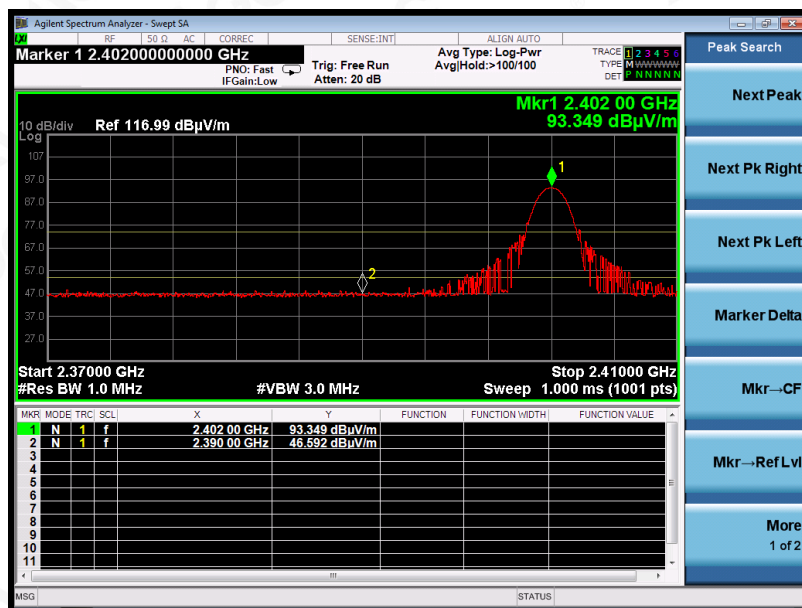 Agilent Spectrum Analyzer - Swept SA
LXI RF 50 Ω AC CORREC SENSE:INT ALIGN AUTO
Marker 1 2.402000000000 GHz
PNO: Fast
IFGain:Low
Trig: Free Run
Atten: 20 dB
Avg Type: Log-Pwr
Avg|Hold:>100/100
TRACE 1 2 3 4 5 6
TYPE M W W W W W
DET P N N N N N
Peak Search
Mkr1 2.402 00 GHz
93.349 dBµV/m
10 dB/div
Log
Ref 116.99 dBµV/m
107
97.0
87.0
77.0
67.0
57.0
47.0
37.0
27.0
1
2
Start 2.37000 GHz
Stop 2.41000 GHz
#Res BW 1.0 MHz
#VBW 3.0 MHz
Sweep 1.000 ms (1001 pts)
MKR MODE TRC SCL X Y FUNCTION FUNCTION WIDTH FUNCTION VALUE
1 N 1 f 2.402 00 GHz 93.349 dBµV/m
2 N 1 f 2.390 00 GHz 46.592 dBµV/m
3
4
5
6
7
8
9
10
11
MSG
STATUS
Next Peak
Next Pk Right
Next Pk Left
Marker Delta
Mkr→CF
Mkr→Ref Lvl
More
1 of 2